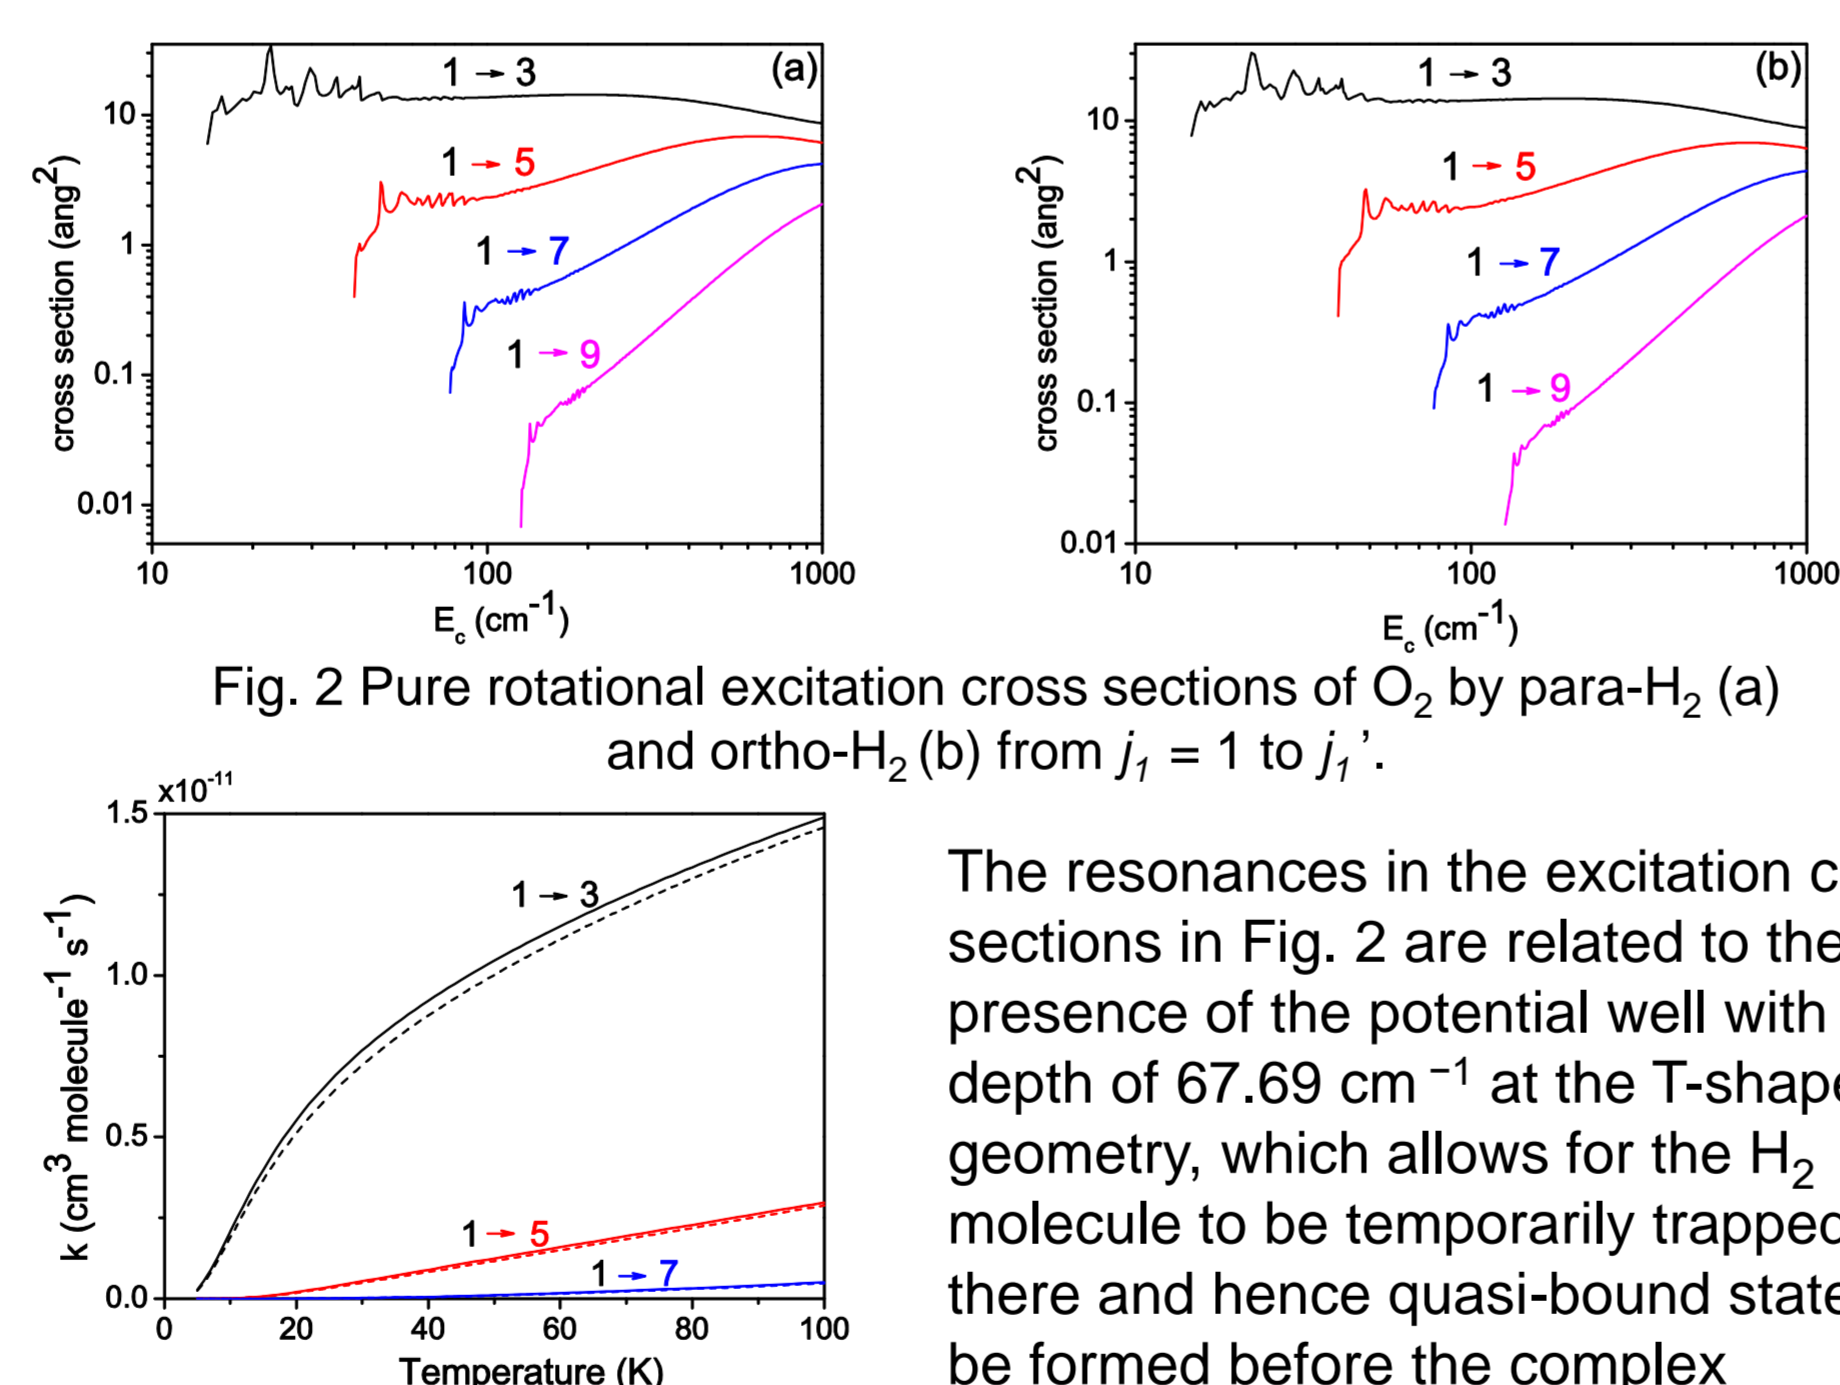 (a)
1 → 3
1 → 5
1 → 7
1 → 9
10
1
0.1
0.01
10 100 1000
cross section (ang²)
E_c (cm⁻¹)
(b)
1 → 3
1 → 5
1 → 7
1 → 9
10
1
0.1
0.01
10 100 1000
cross section (ang²)
E_c (cm⁻¹)
Fig. 2 Pure rotational excitation cross sections of O₂ by para-H₂ (a)
and ortho-H₂ (b) from j₁ = 1 to j₁’.
x10⁻¹¹
1.5
1.0
0.5
0.0
1 → 3
1 → 5
1 → 7
0 20 40 60 80 100
k (cm³ molecule⁻¹ s⁻¹)
Temperature (K)
The resonances in the excitation c
sections in Fig. 2 are related to the
presence of the potential well with
depth of 67.69 cm ⁻¹ at the T-shape
geometry, which allows for the H₂
molecule to be temporarily trapped
there and hence quasi-bound state
be formed before the complex